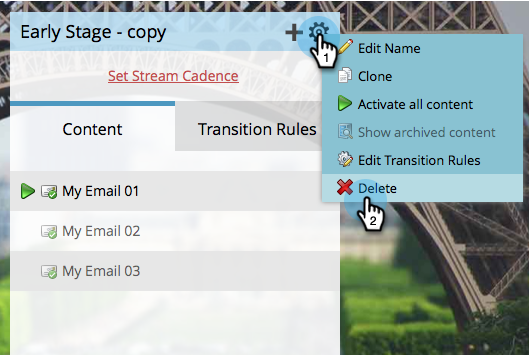 Early Stage - copy
1
Set Stream Cadence
Content
Transition Rules
My Email 01
My Email 02
My Email 03
Edit Name
Clone
Activate all content
Show archived content
Edit Transition Rules
Delete
2